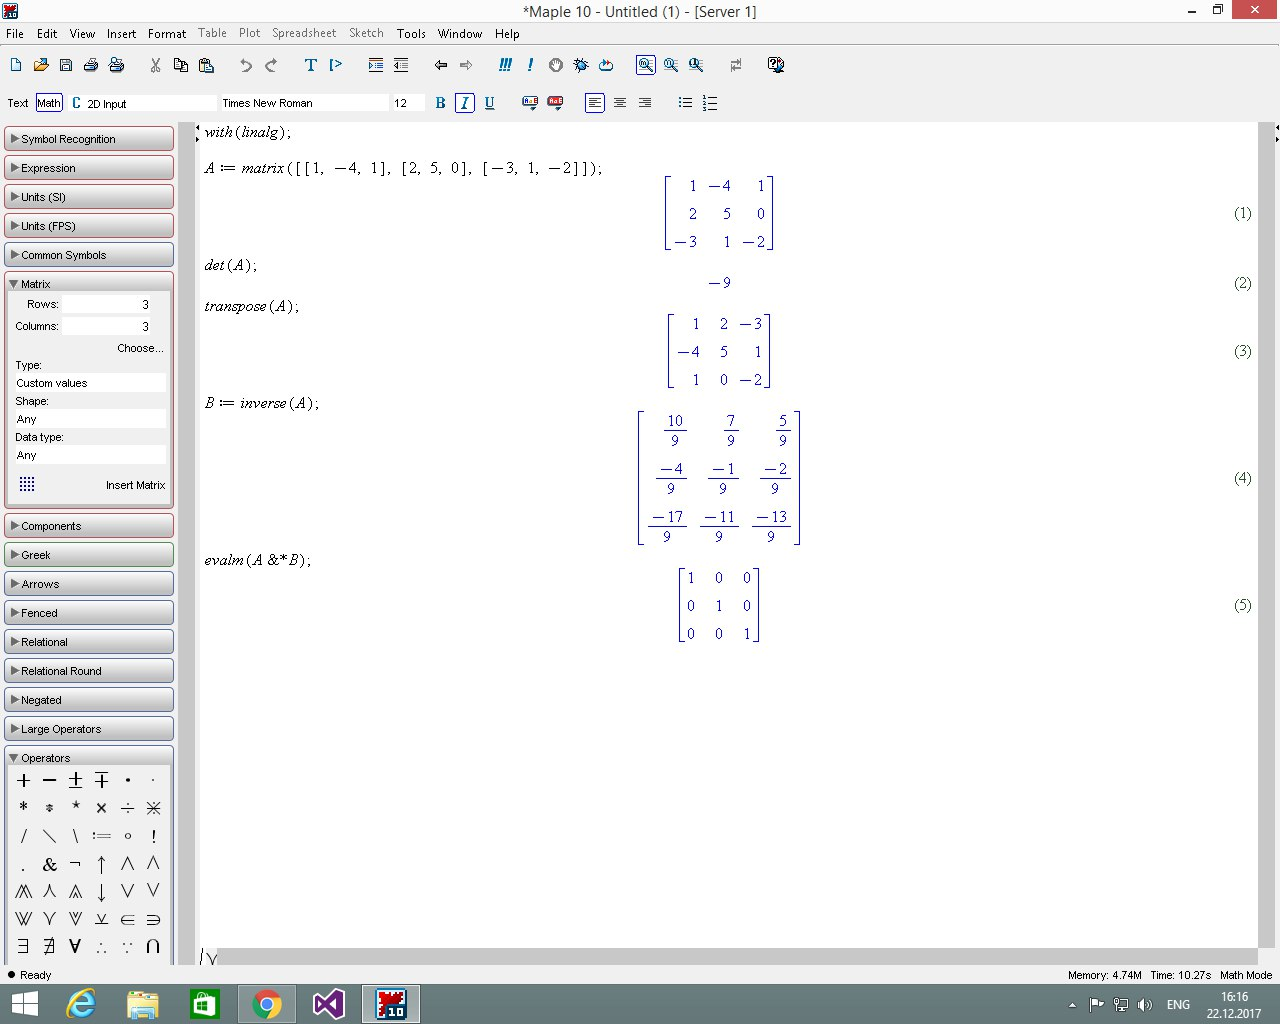 *Maple 10 - Untitled (1) - [Server 1]
File Edit View Insert Format Table Plot Spreadsheet Sketch Tools Window Help
Text Math C 2D Input Times New Roman 12 B I U
Symbol Recognition
Expression
Units (SI)
Units (FPS)
Common Symbols
Matrix
Rows: 3
Columns: 3
Choose...
Type:
Custom values
Shape:
Any
Data type:
Any
Insert Matrix
Components
Greek
Arrows
Fenced
Relational
Relational Round
Negated
Large Operators
Operators
+ − ± ∓ • ·
* ⁎ * × ÷ ※
/ \ \ := ∘ !
. & ¬ ↑ ∧ ∧
∃ ∄ ∀ ∴ ∵ ∩
with(linalg);
A := matrix([[1, −4, 1], [2, 5, 0], [−3, 1, −2]]);
1 −4 1
2 5 0 (1)
−3 1 −2
det(A);
−9 (2)
transpose(A);
1 2 −3
−4 5 1 (3)
1 0 −2
B := inverse(A);
10/9 7/9 5/9
−4/9 −1/9 −2/9 (4)
−17/9 −11/9 −13/9
evalm(A &* B);
1 0 0
0 1 0 (5)
0 0 1
Ready Memory: 4.74M Time: 10.27s Math Mode
10 ENG 16:16
22.12.2017